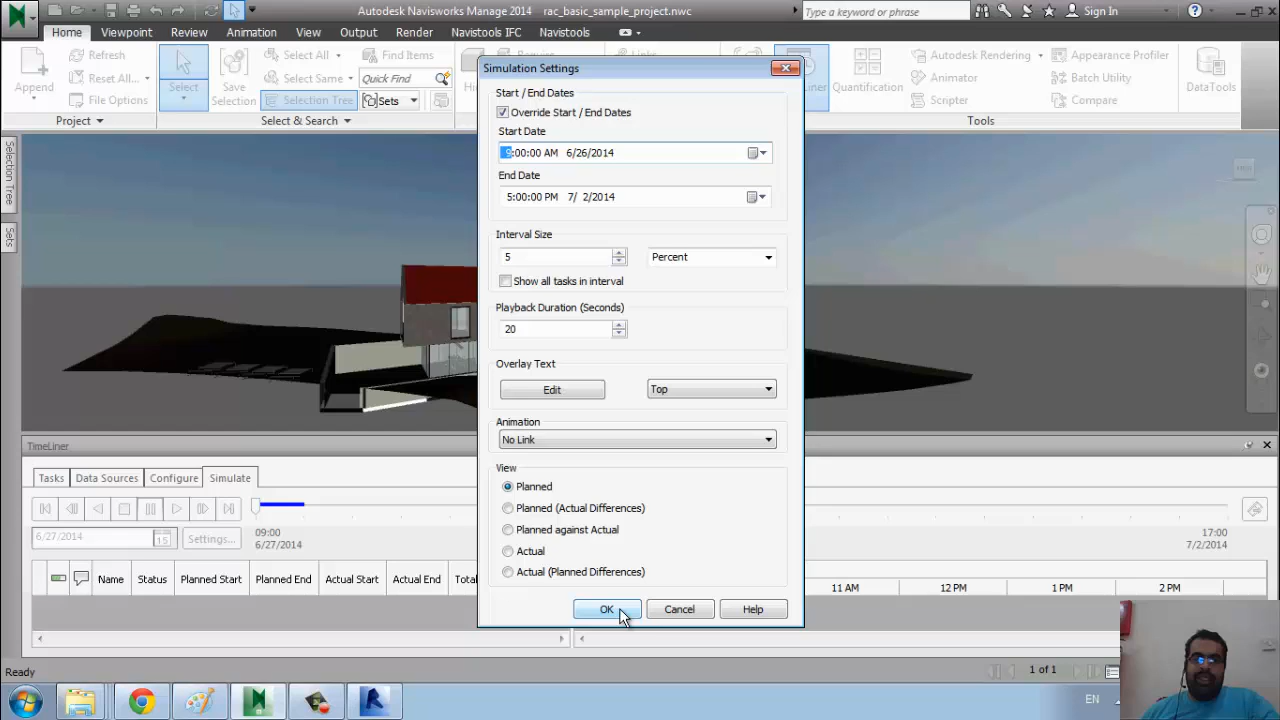 Autodesk Navisworks Manage 2014 rac_basic_sample_project.nwc
Type a keyword or phrase
Sign In
Home Viewpoint Review Animation View Output Render Navisworks IFC Navisworks
Append
Refresh
File Options
Project
Select
Save Selection
Select All
Select Same
Selection Tree
Find Items
Quick Find
Sets
Select & Search
Quantification
Autodesk Rendering
Animator
Scripter
Appearance Profiler
Batch Utility
Compare
DataTools
Tools
Selection Tree
Sets
Simulation Settings
Start / End Dates
Override Start / End Dates
Start Date
9:00:00 AM 6/26/2014
End Date
5:00:00 PM 7/ 2/2014
Interval Size
5 Percent
Show all tasks in interval
Playback Duration (Seconds)
20
Overlay Text
Edit Top
Animation
No Link
View
Planned
Planned (Actual Differences)
Planned against Actual
Actual
Actual (Planned Differences)
OK Cancel Help
TimeLiner
Tasks Data Sources Configure Simulate
6/27/2014 15 Settings...
09:00
6/27/2014
17:00
7/2/2014
Name Status Planned Start Planned End Actual Start Actual End
11 AM 12 PM 1 PM 2 PM
Ready
1 of 1
EN